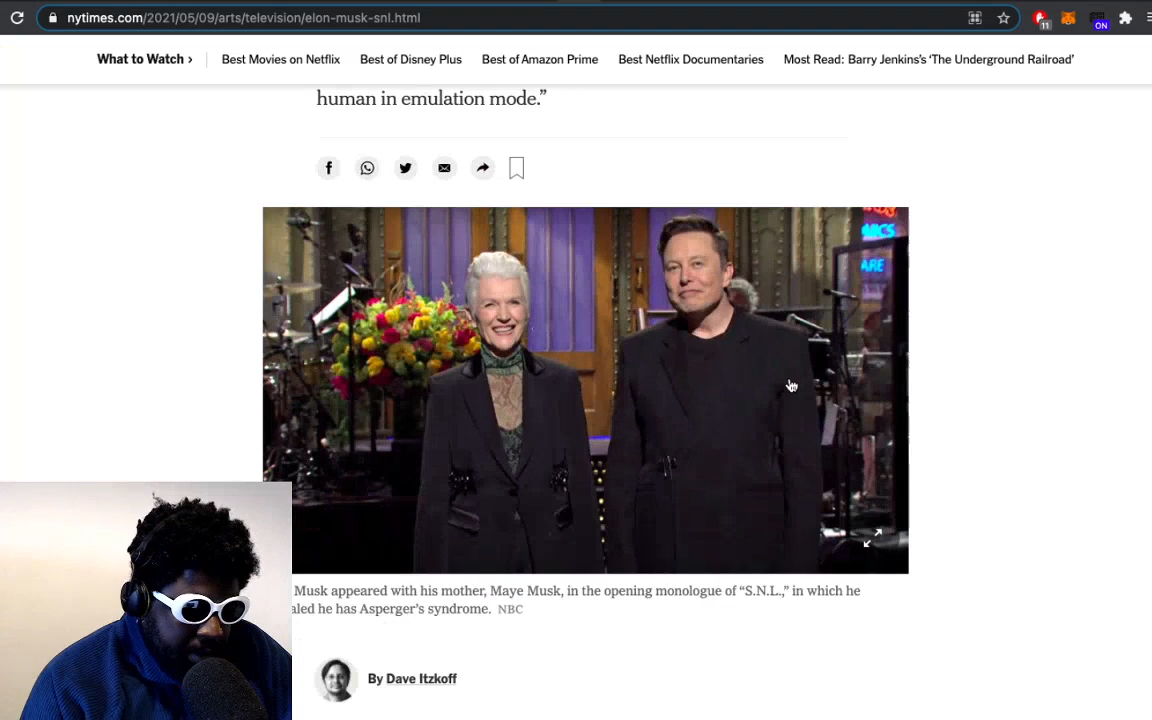 nytimes.com/2021/05/09/arts/television/elon-musk-snl.html
11
ON
What to Watch ›
Best Movies on Netflix
Best of Disney Plus
Best of Amazon Prime
Best Netflix Documentaries
Most Read: Barry Jenkins’s ‘The Underground Railroad’
human in emulation mode.”
ARE
Musk appeared with his mother, Maye Musk, in the opening monologue of “S.N.L.,” in which he
aled he has Asperger’s syndrome. NBC
By Dave Itzkoff